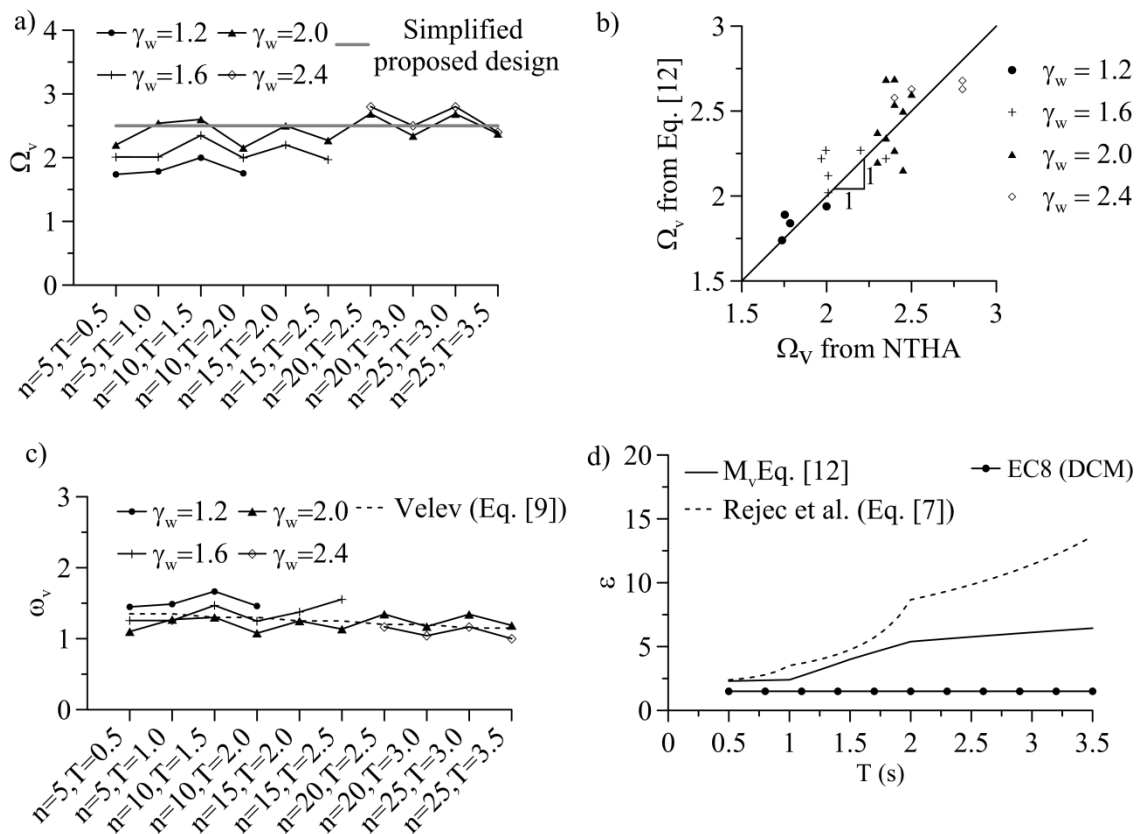 a)
γw=1.2
γw=2.0
γw=1.6
γw=2.4
Simplified
proposed design
4
3
2
1
0
Ωv
n=5,T=0.5
n=5,T=1.0
n=10,T=1.5
n=10,T=2.0
n=15,T=2.0
n=15,T=2.5
n=20,T=2.5
n=20,T=3.0
n=25,T=3.0
n=25,T=3.5
b)
3
2.5
2
1.5
Ωv from Eq. [12]
1
1
1.5
2
2.5
3
ΩV from NTHA
γw = 1.2
γw = 1.6
γw = 2.0
γw = 2.4
c)
γw=1.2
γw=2.0
Velev (Eq. [9])
γw=1.6
γw=2.4
3
2
1
0
ωv
n=5,T=0.5
n=5,T=1.0
n=10,T=1.5
n=10,T=2.0
n=15,T=2.0
n=15,T=2.5
n=20,T=2.5
n=20,T=3.0
n=25,T=3.0
n=25,T=3.5
d)
MvEq. [12]
EC8 (DCM)
Rejec et al. (Eq. [7])
20
15
10
5
0
ε
0
0.5
1
1.5
2
2.5
3
3.5
T (s)